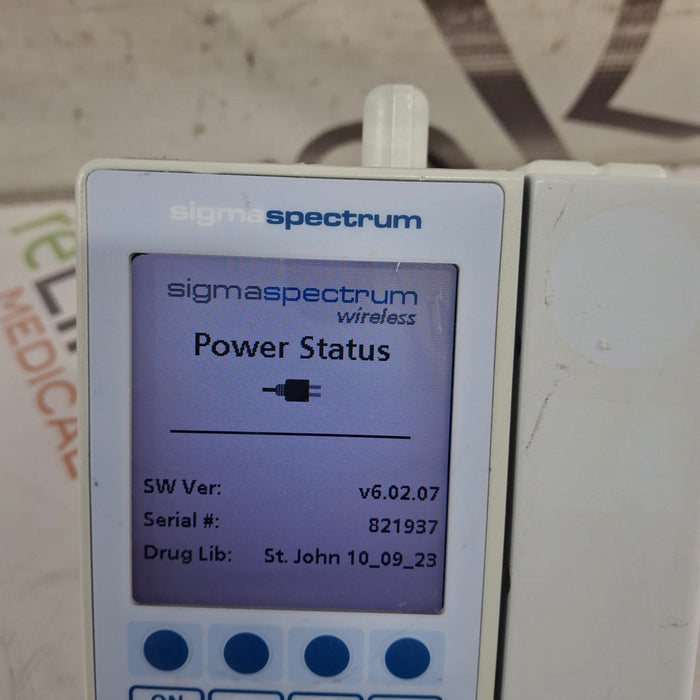 sigmaspectrum
sigmaspectrum
wireless
Power Status
SW Ver: v6.02.07
Serial #: 821937
Drug Lib: St. John 10_09_23
ON
MEDICAL